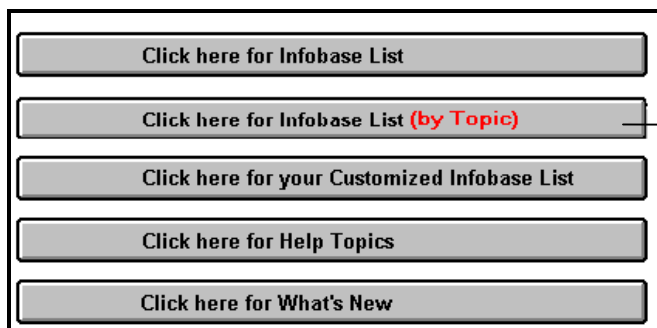 Click here for Infobase List
Click here for Infobase List (by Topic)
Click here for your Customized Infobase List
Click here for Help Topics
Click here for What's New